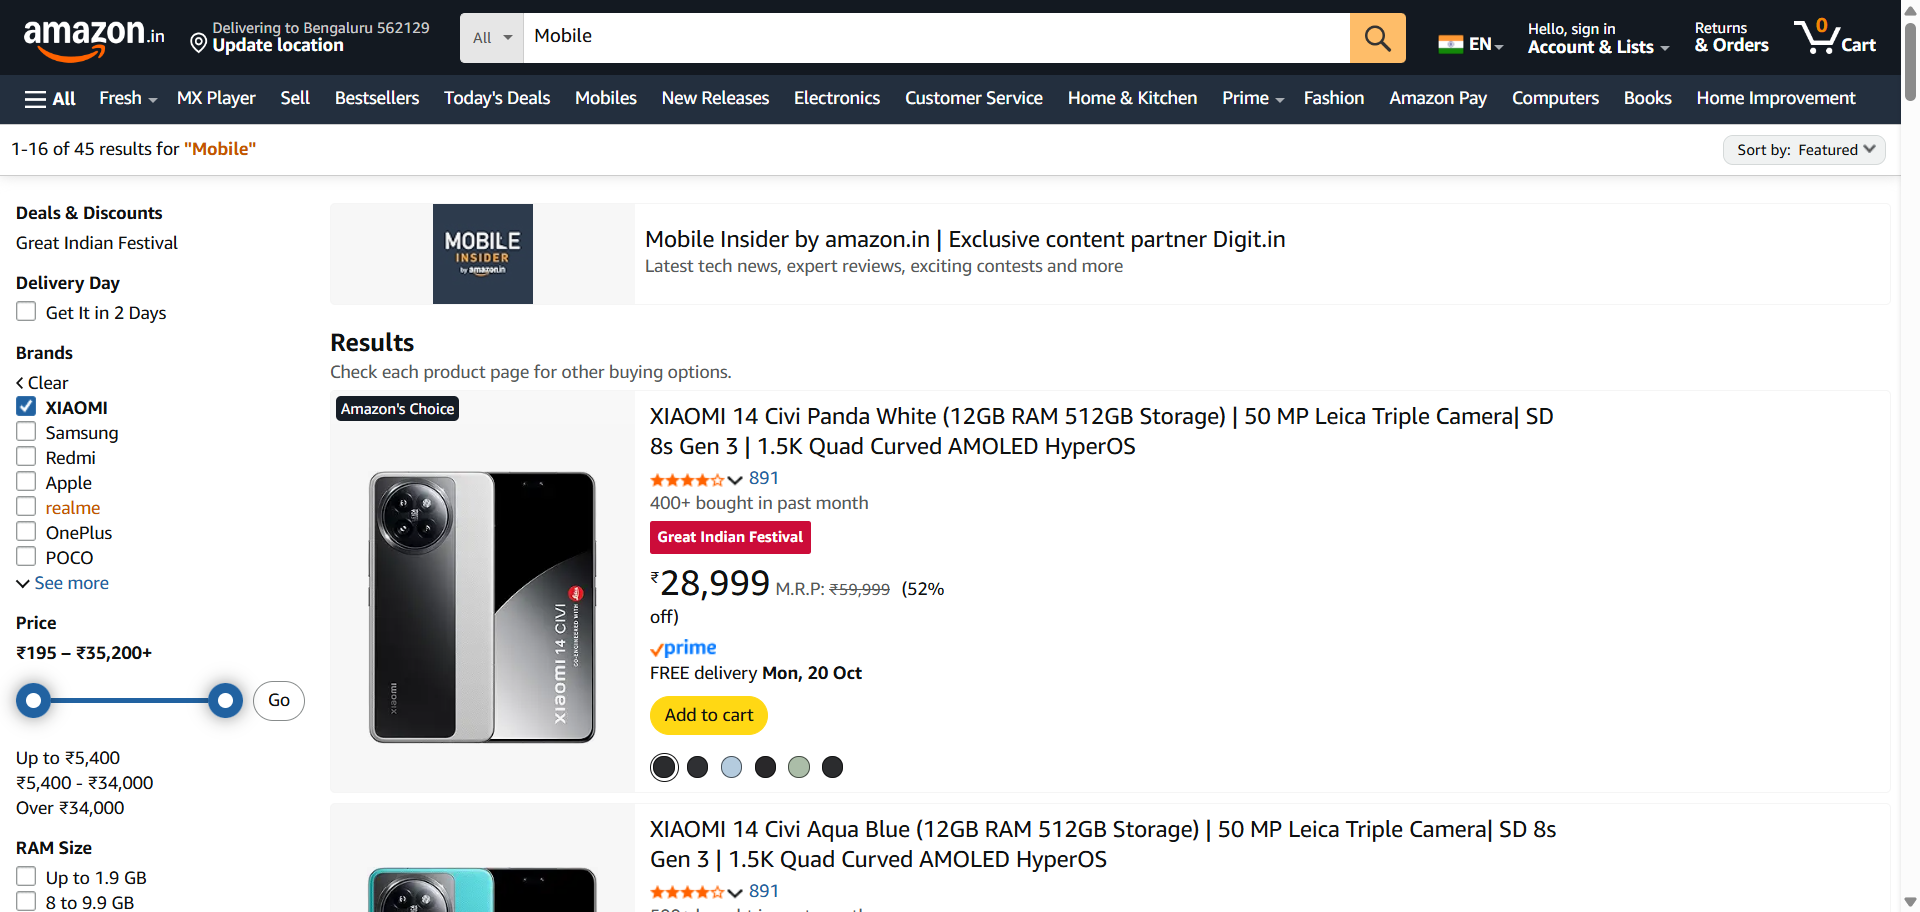 amazon.in
Delivering to Bengaluru 562129
Update location
All
Mobile
EN
Hello, sign in
Account & Lists
Returns
& Orders
0
Cart
All
Fresh
MX Player
Sell
Bestsellers
Today's Deals
Mobiles
New Releases
Electronics
Customer Service
Home & Kitchen
Prime
Fashion
Amazon Pay
Computers
Books
Home Improvement
1-16 of 45 results for "Mobile"
Sort by: Featured
Deals & Discounts
Great Indian Festival
Delivery Day
Get It in 2 Days
Brands
Clear
XIAOMI
Samsung
Redmi
Apple
realme
OnePlus
POCO
See more
Price
₹195 – ₹35,200+
Go
Up to ₹5,400
₹5,400 - ₹34,000
Over ₹34,000
RAM Size
Up to 1.9 GB
8 to 9.9 GB
MOBILE
INSIDER
by amazon.in
Mobile Insider by amazon.in | Exclusive content partner Digit.in
Latest tech news, expert reviews, exciting contests and more
Results
Check each product page for other buying options.
Amazon's Choice
xiaomi
XIAOMI 14 CIVI
CO-ENGINEERED WITH
Leica
XIAOMI 14 Civi Panda White (12GB RAM 512GB Storage) | 50 MP Leica Triple Camera| SD
8s Gen 3 | 1.5K Quad Curved AMOLED HyperOS
891
400+ bought in past month
Great Indian Festival
₹28,999 M.R.P: ₹59,999 (52%
off)
prime
FREE delivery Mon, 20 Oct
Add to cart
XIAOMI 14 Civi Aqua Blue (12GB RAM 512GB Storage) | 50 MP Leica Triple Camera| SD 8s
Gen 3 | 1.5K Quad Curved AMOLED HyperOS
891